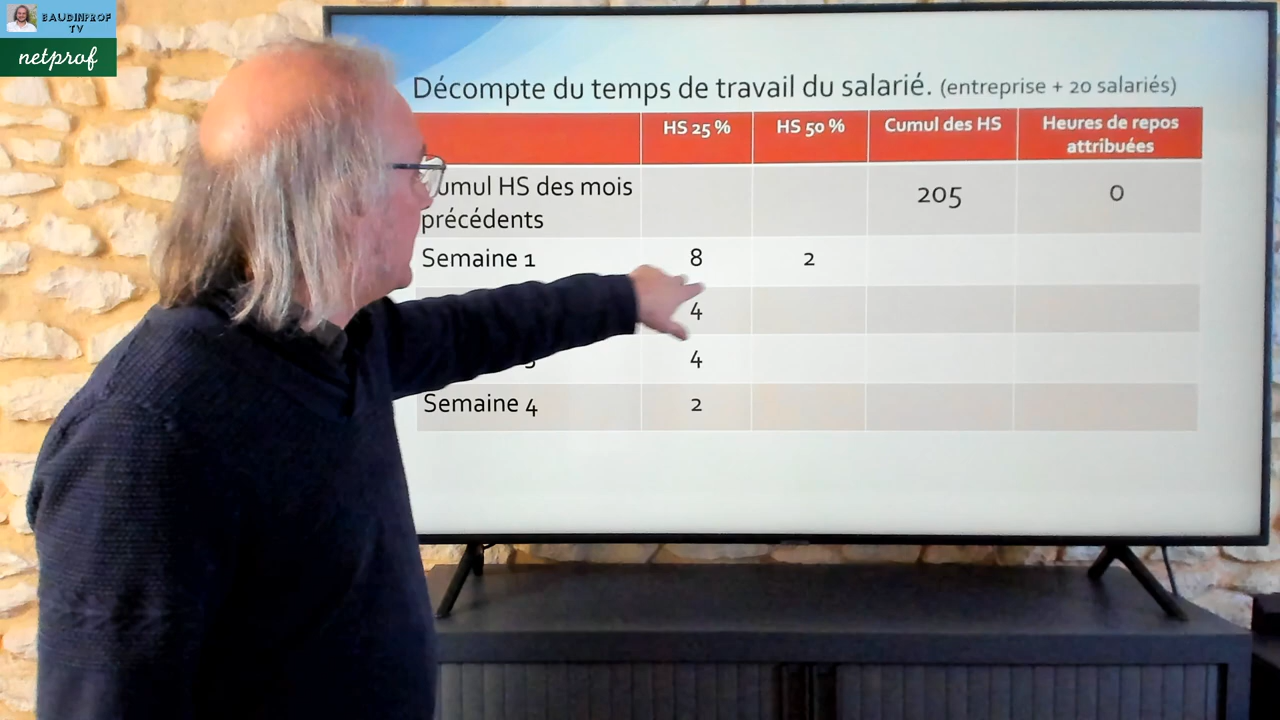 BAUDINPROF
TV
netprof
Décompte du temps de travail du salarié. (entreprise + 20 salariés)
HS 25 % HS 50 % Cumul des HS Heures de repos
attribuées
umul HS des mois
précédents 205 0
Semaine 1 8 2
4
4
Semaine 4 2